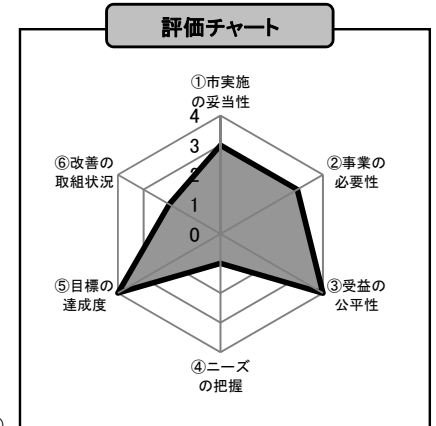 評価チャート
①市実施
の妥当性
4
3
2
1
0
②事業の
必要性
③受益の
公平性
④ニーズ
の把握
⑤目標の
達成度
⑥改善の
取組状況